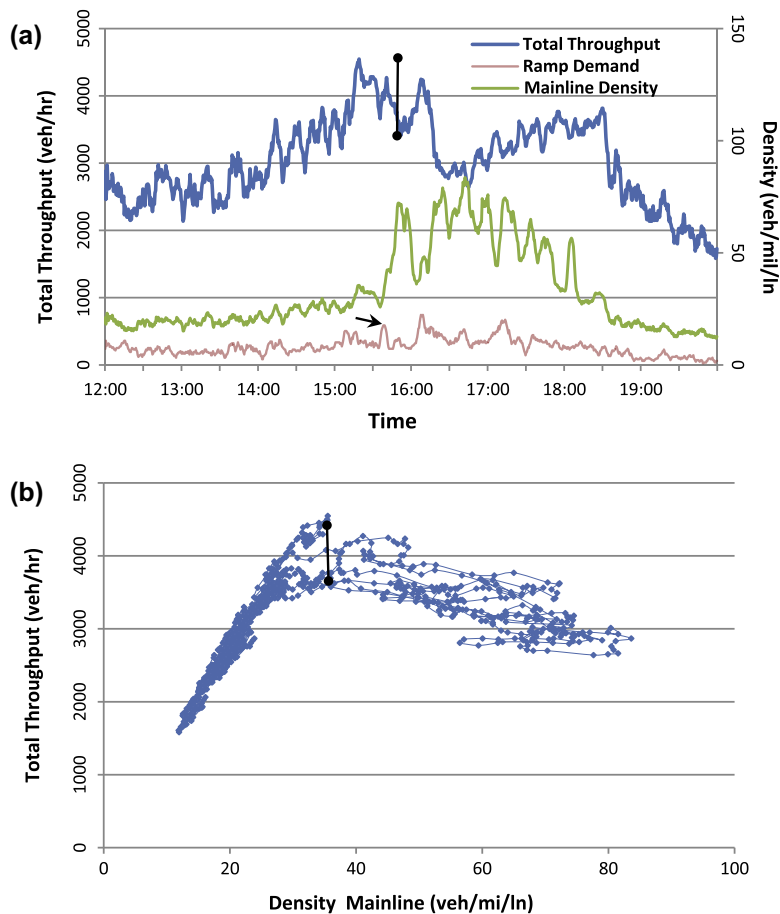 (a)
5000
4000
3000
2000
1000
0
Total Throughput (veh/hr)
Total Throughput
Ramp Demand
Mainline Density
150
100
50
0
Density (veh/mil/ln)
12:00 13:00 14:00 15:00 16:00 17:00 18:00 19:00
Time
(b)
5000
4000
3000
2000
1000
0
Total Throughput (veh/hr)
0 20 40 60 80 100
Density Mainline (veh/mi/ln)